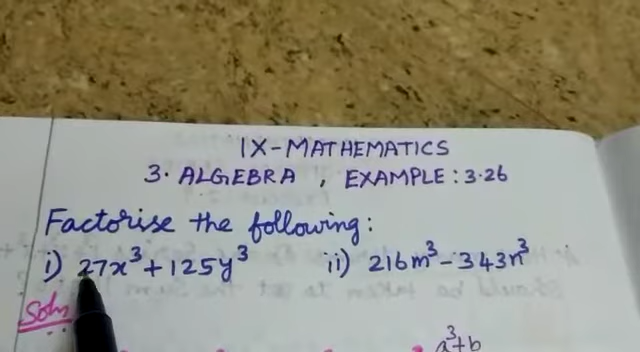 IX-MATHEMATICS
3. ALGEBRA, EXAMPLE: 3.26
Factorise the following:
i) 27x³+125y³ ii) 216m³-343n³
Soln
a³+b